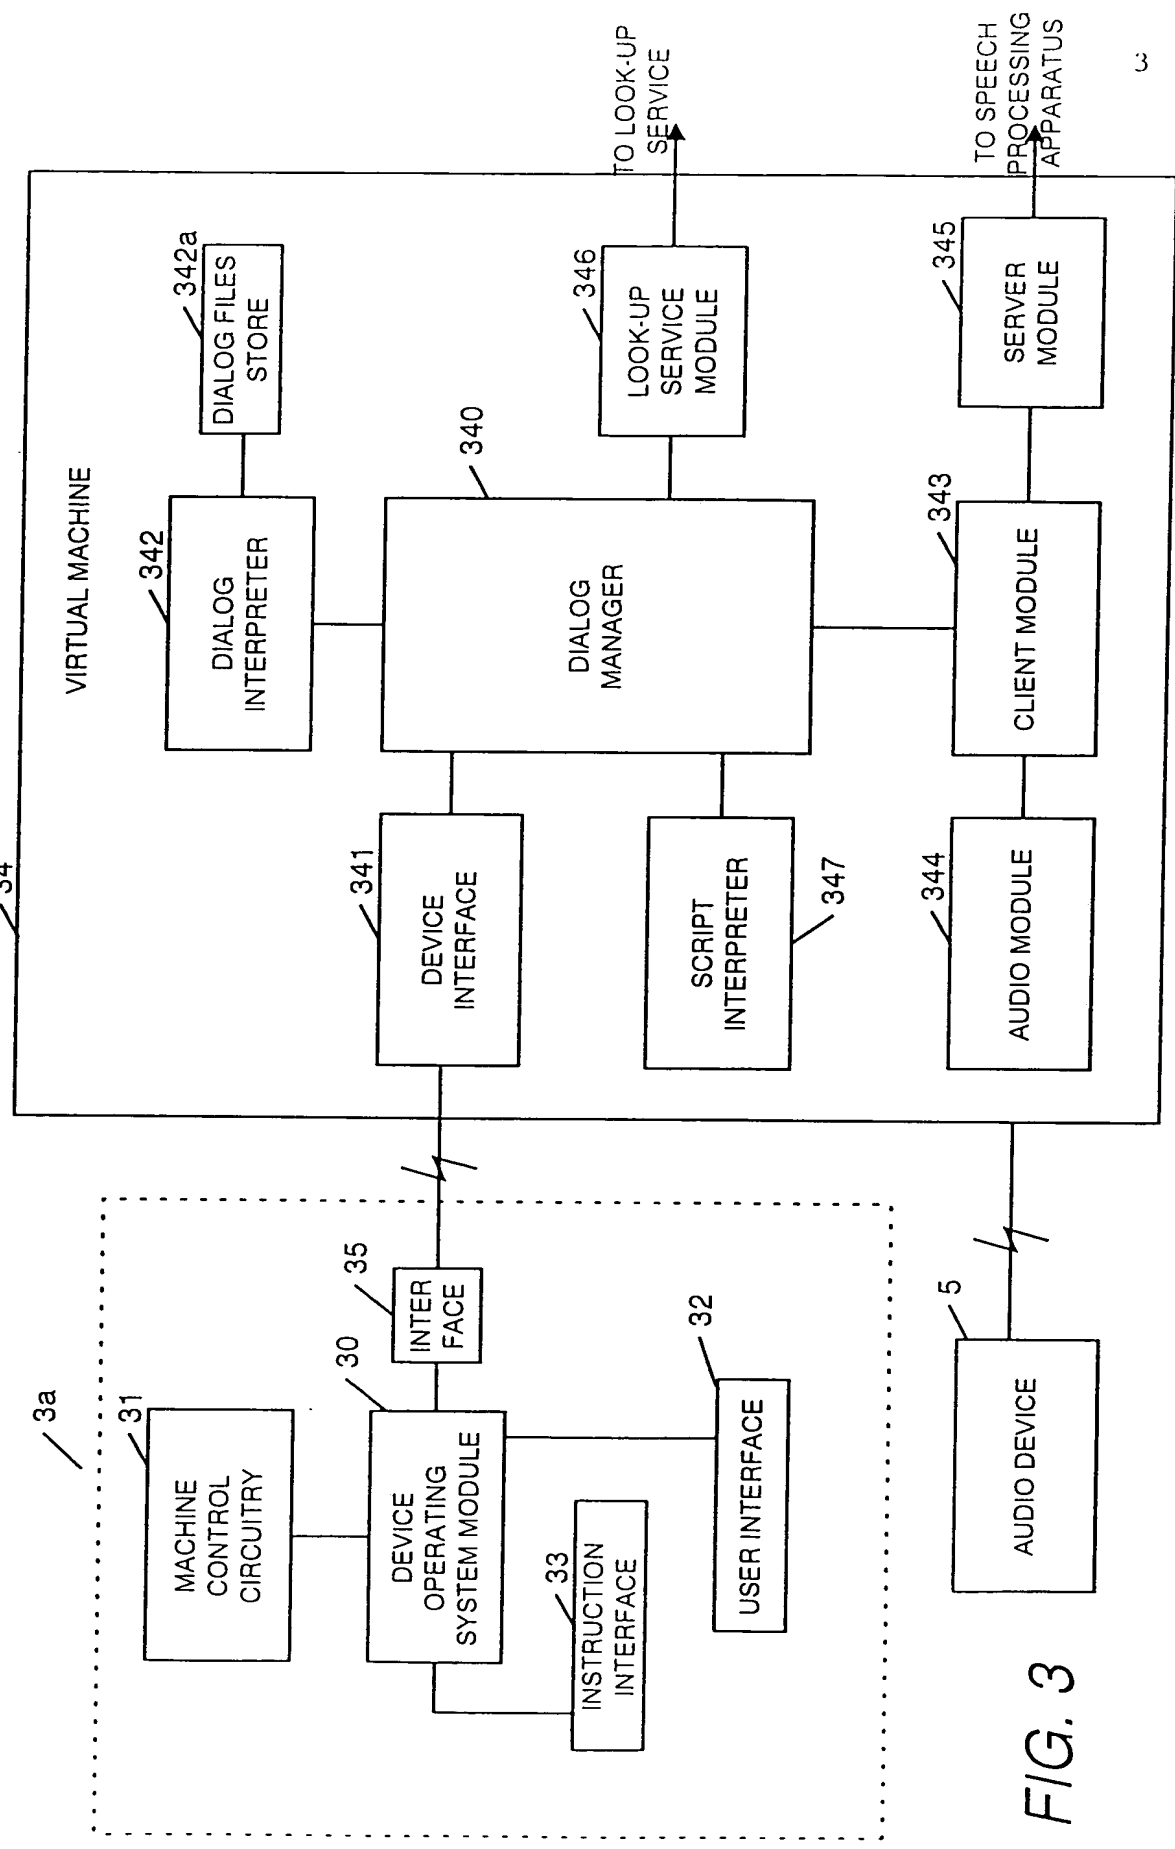 3a
31
MACHINE
CONTROL
CIRCUITRY
30
DEVICE
OPERATING
SYSTEM MODULE
35
INTER
FACE
33
INSTRUCTION
INTERFACE
32
USER INTERFACE
5
AUDIO DEVICE
34
VIRTUAL MACHINE
342
DIALOG
INTERPRETER
342a
DIALOG FILES
STORE
341
DEVICE
INTERFACE
340
DIALOG
MANAGER
346
LOOK-UP
SERVICE
MODULE
TO LOOK-UP
SERVICE
SCRIPT
INTERPRETER
347
344
AUDIO MODULE
343
CLIENT MODULE
345
SERVER
MODULE
TO SPEECH
PROCESSING
APPARATUS
3
FIG. 3